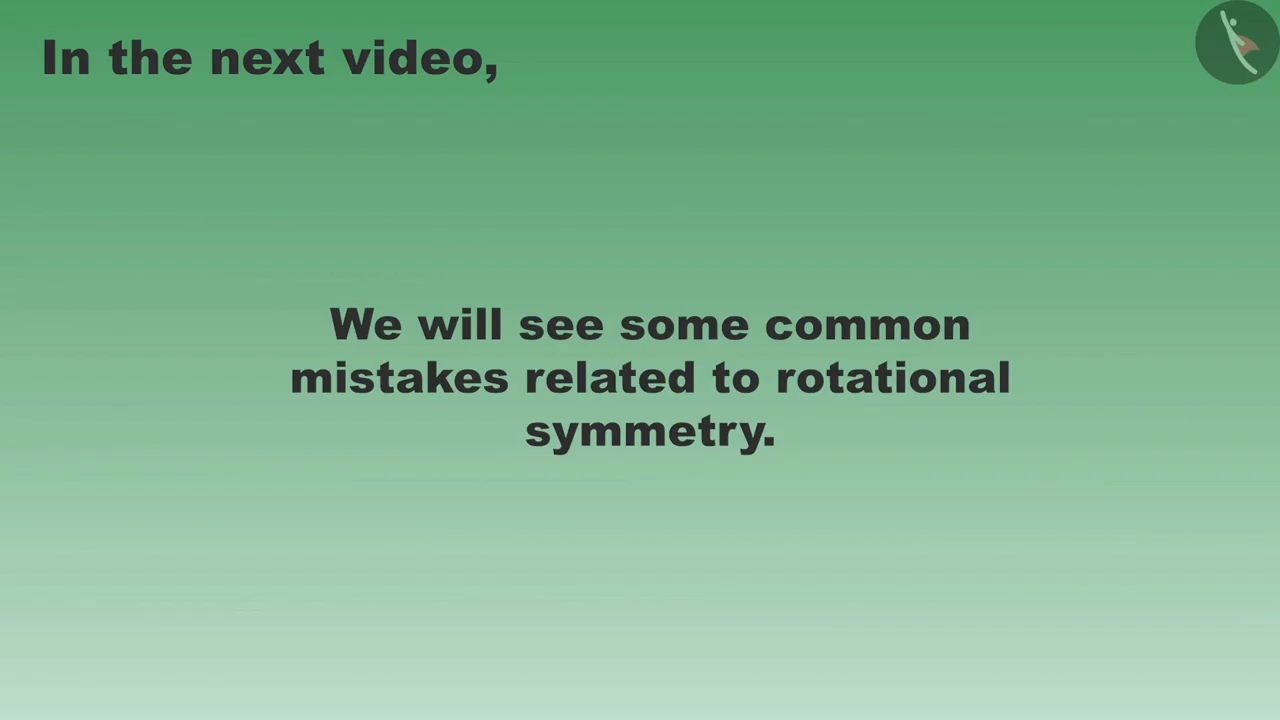 In the next video,
We will see some common
mistakes related to rotational
symmetry.